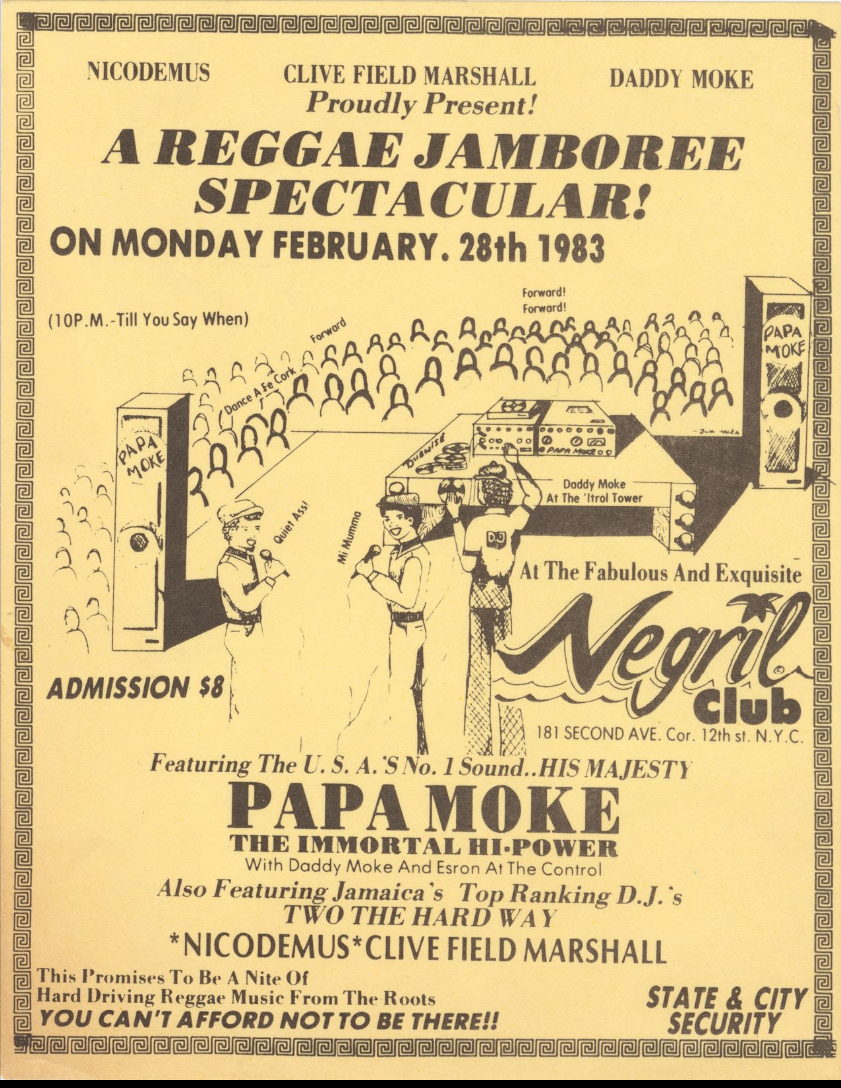 NICODEMUS CLIVE FIELD MARSHALL DADDY MOKE
Proudly Present!
A REGGAE JAMBOREE
SPECTACULAR!
ON MONDAY FEBRUARY. 28th 1983
(10P.M.-Till You Say When)
Forward!
Forward!
Forward
Dance A Fe Cork
PAPA
MOKE
PAPA
MOKE
DUBWISE
PAPA MOKE
Daddy Moke
At The 'Itrol Tower
DJ
Quiet Ass!
Mi Mumma
At The Fabulous And Exquisite
Negril
Club
181 SECOND AVE. Cor. 12th st. N.Y.C.
ADMISSION $8
Featuring The U. S. A.'S No. 1 Sound..HIS MAJESTY
PAPA MOKE
THE IMMORTAL HI-POWER
With Daddy Moke And Esron At The Control
Also Featuring Jamaica's Top Ranking D.J.'s
TWO THE HARD WAY
*NICODEMUS*CLIVE FIELD MARSHALL
This Promises To Be A Nite Of
Hard Driving Reggae Music From The Roots
YOU CAN'T AFFORD NOT TO BE THERE!!
STATE & CITY
SECURITY